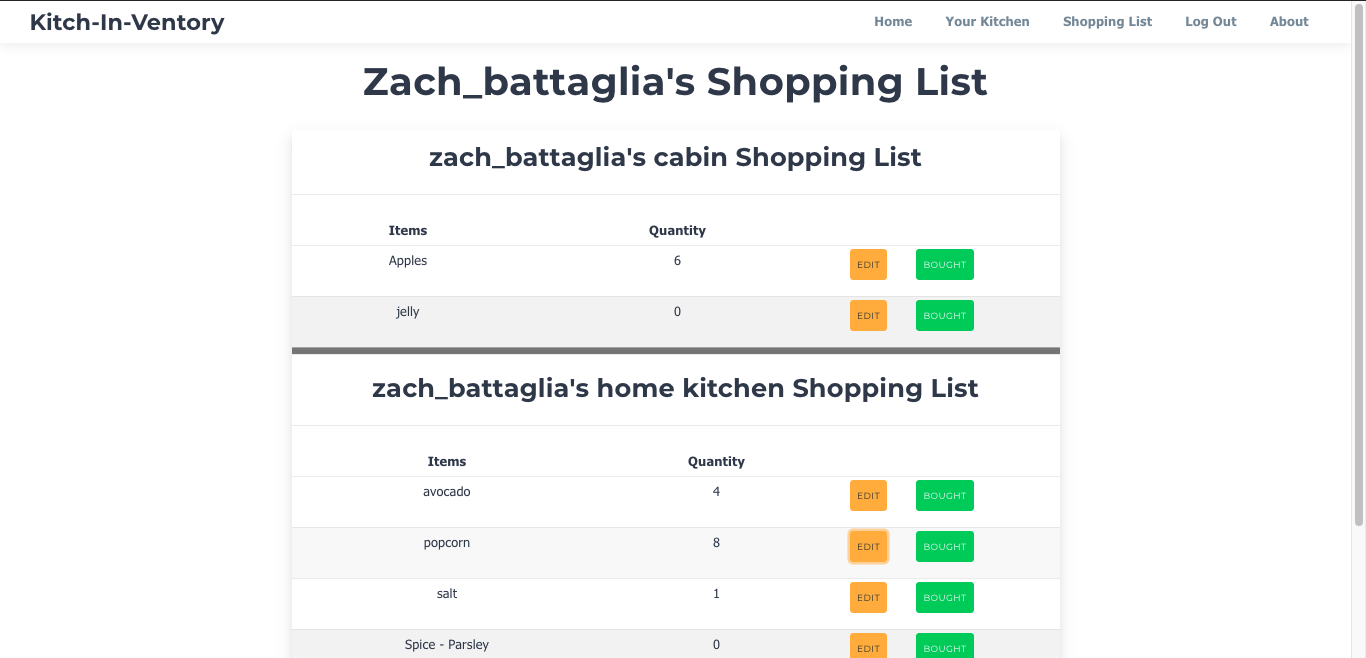 Kitch-In-Ventory Home Your Kitchen Shopping List Log Out About
Zach_battaglia's Shopping List
zach_battaglia's cabin Shopping List
Items Quantity
Apples 6 EDIT BOUGHT
jelly 0 EDIT BOUGHT
zach_battaglia's home kitchen Shopping List
Items Quantity
avocado 4 EDIT BOUGHT
popcorn 8 EDIT BOUGHT
salt 1 EDIT BOUGHT
Spice - Parsley 0 EDIT BOUGHT